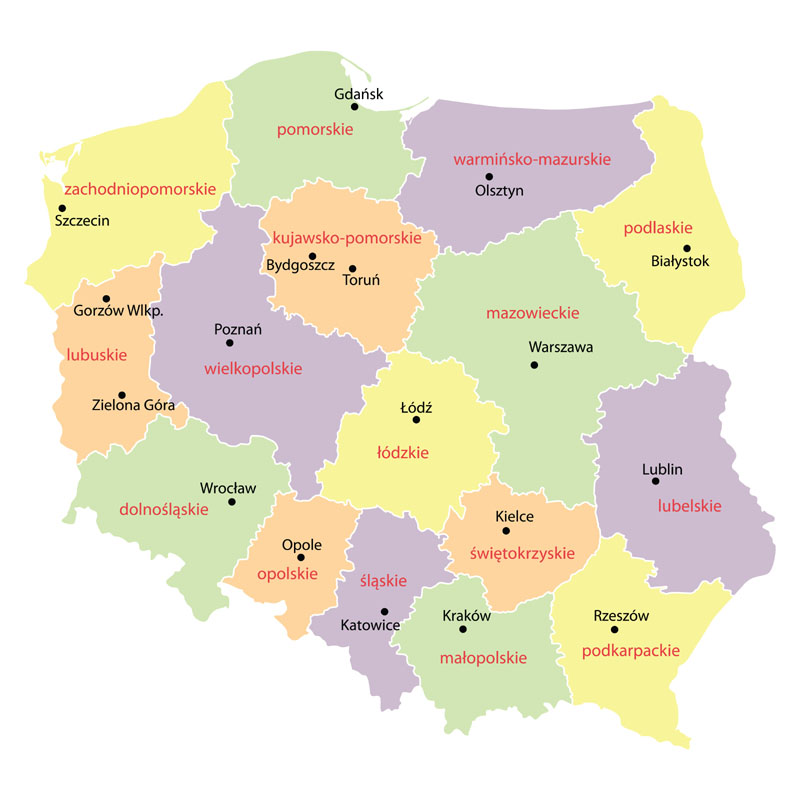 Gdańsk
pomorskie
warmińsko-mazurskie
Olsztyn
zachodniopomorskie
Szczecin
kujawsko-pomorskie
Bydgoszcz
Toruń
podlaskie
Białystok
Gorzów Wlkp.
lubuskie
Zielona Góra
Poznań
wielkopolskie
mazowieckie
Warszawa
Łódź
łódzkie
Wrocław
dolnośląskie
Lublin
lubelskie
Opole
opolskie
śląskie
Katowice
Kielce
świętokrzyskie
Kraków
małopolskie
Rzeszów
podkarpackie